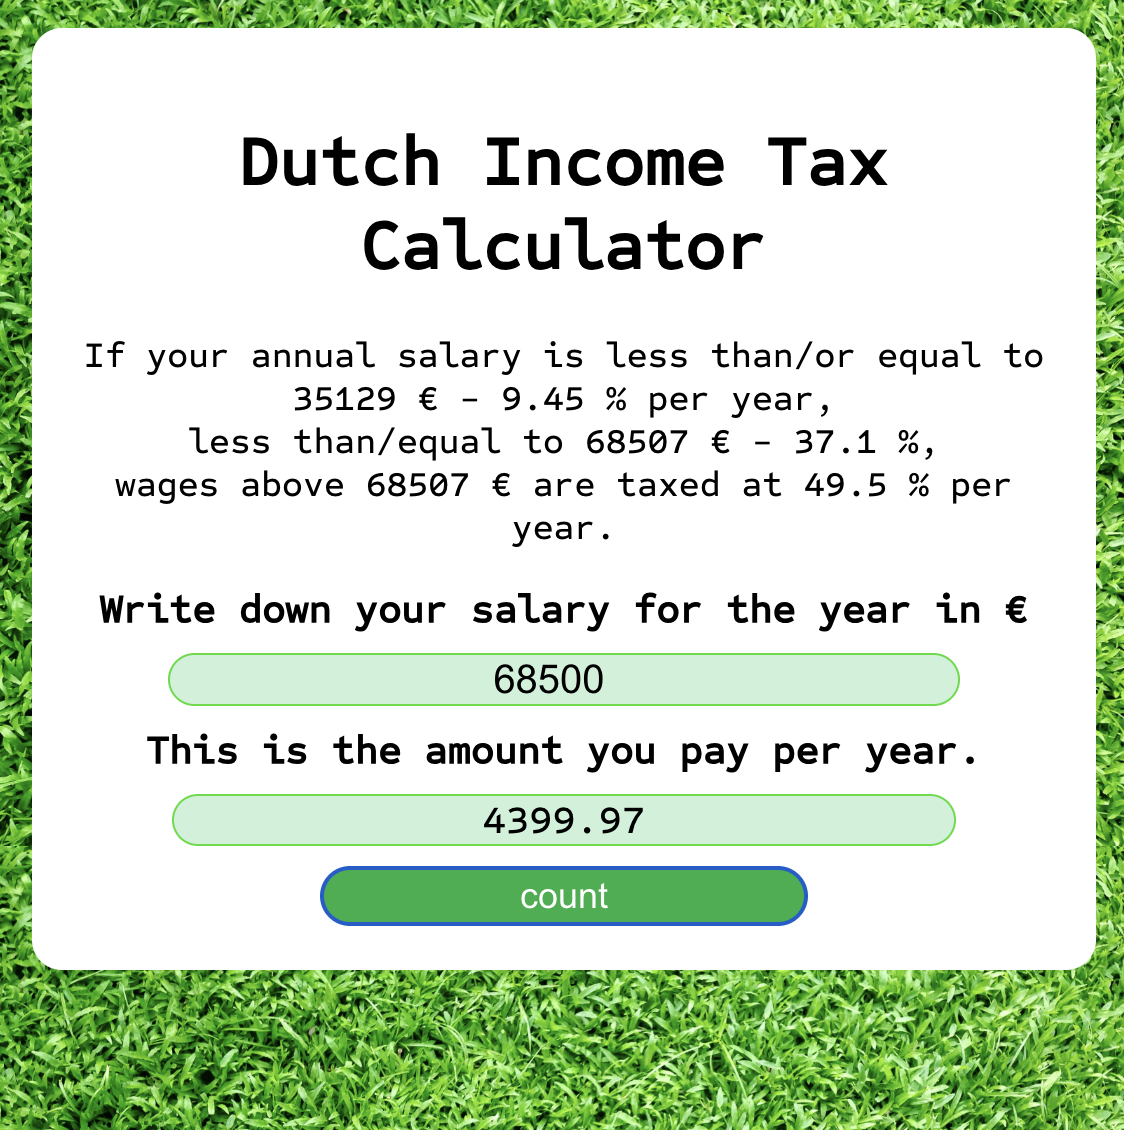 Dutch Income Tax
Calculator
If your annual salary is less than/or equal to
35129 € – 9.45 % per year,
less than/equal to 68507 € – 37.1 %,
wages above 68507 € are taxed at 49.5 % per
year.
Write down your salary for the year in €
68500
This is the amount you pay per year.
4399.97
count